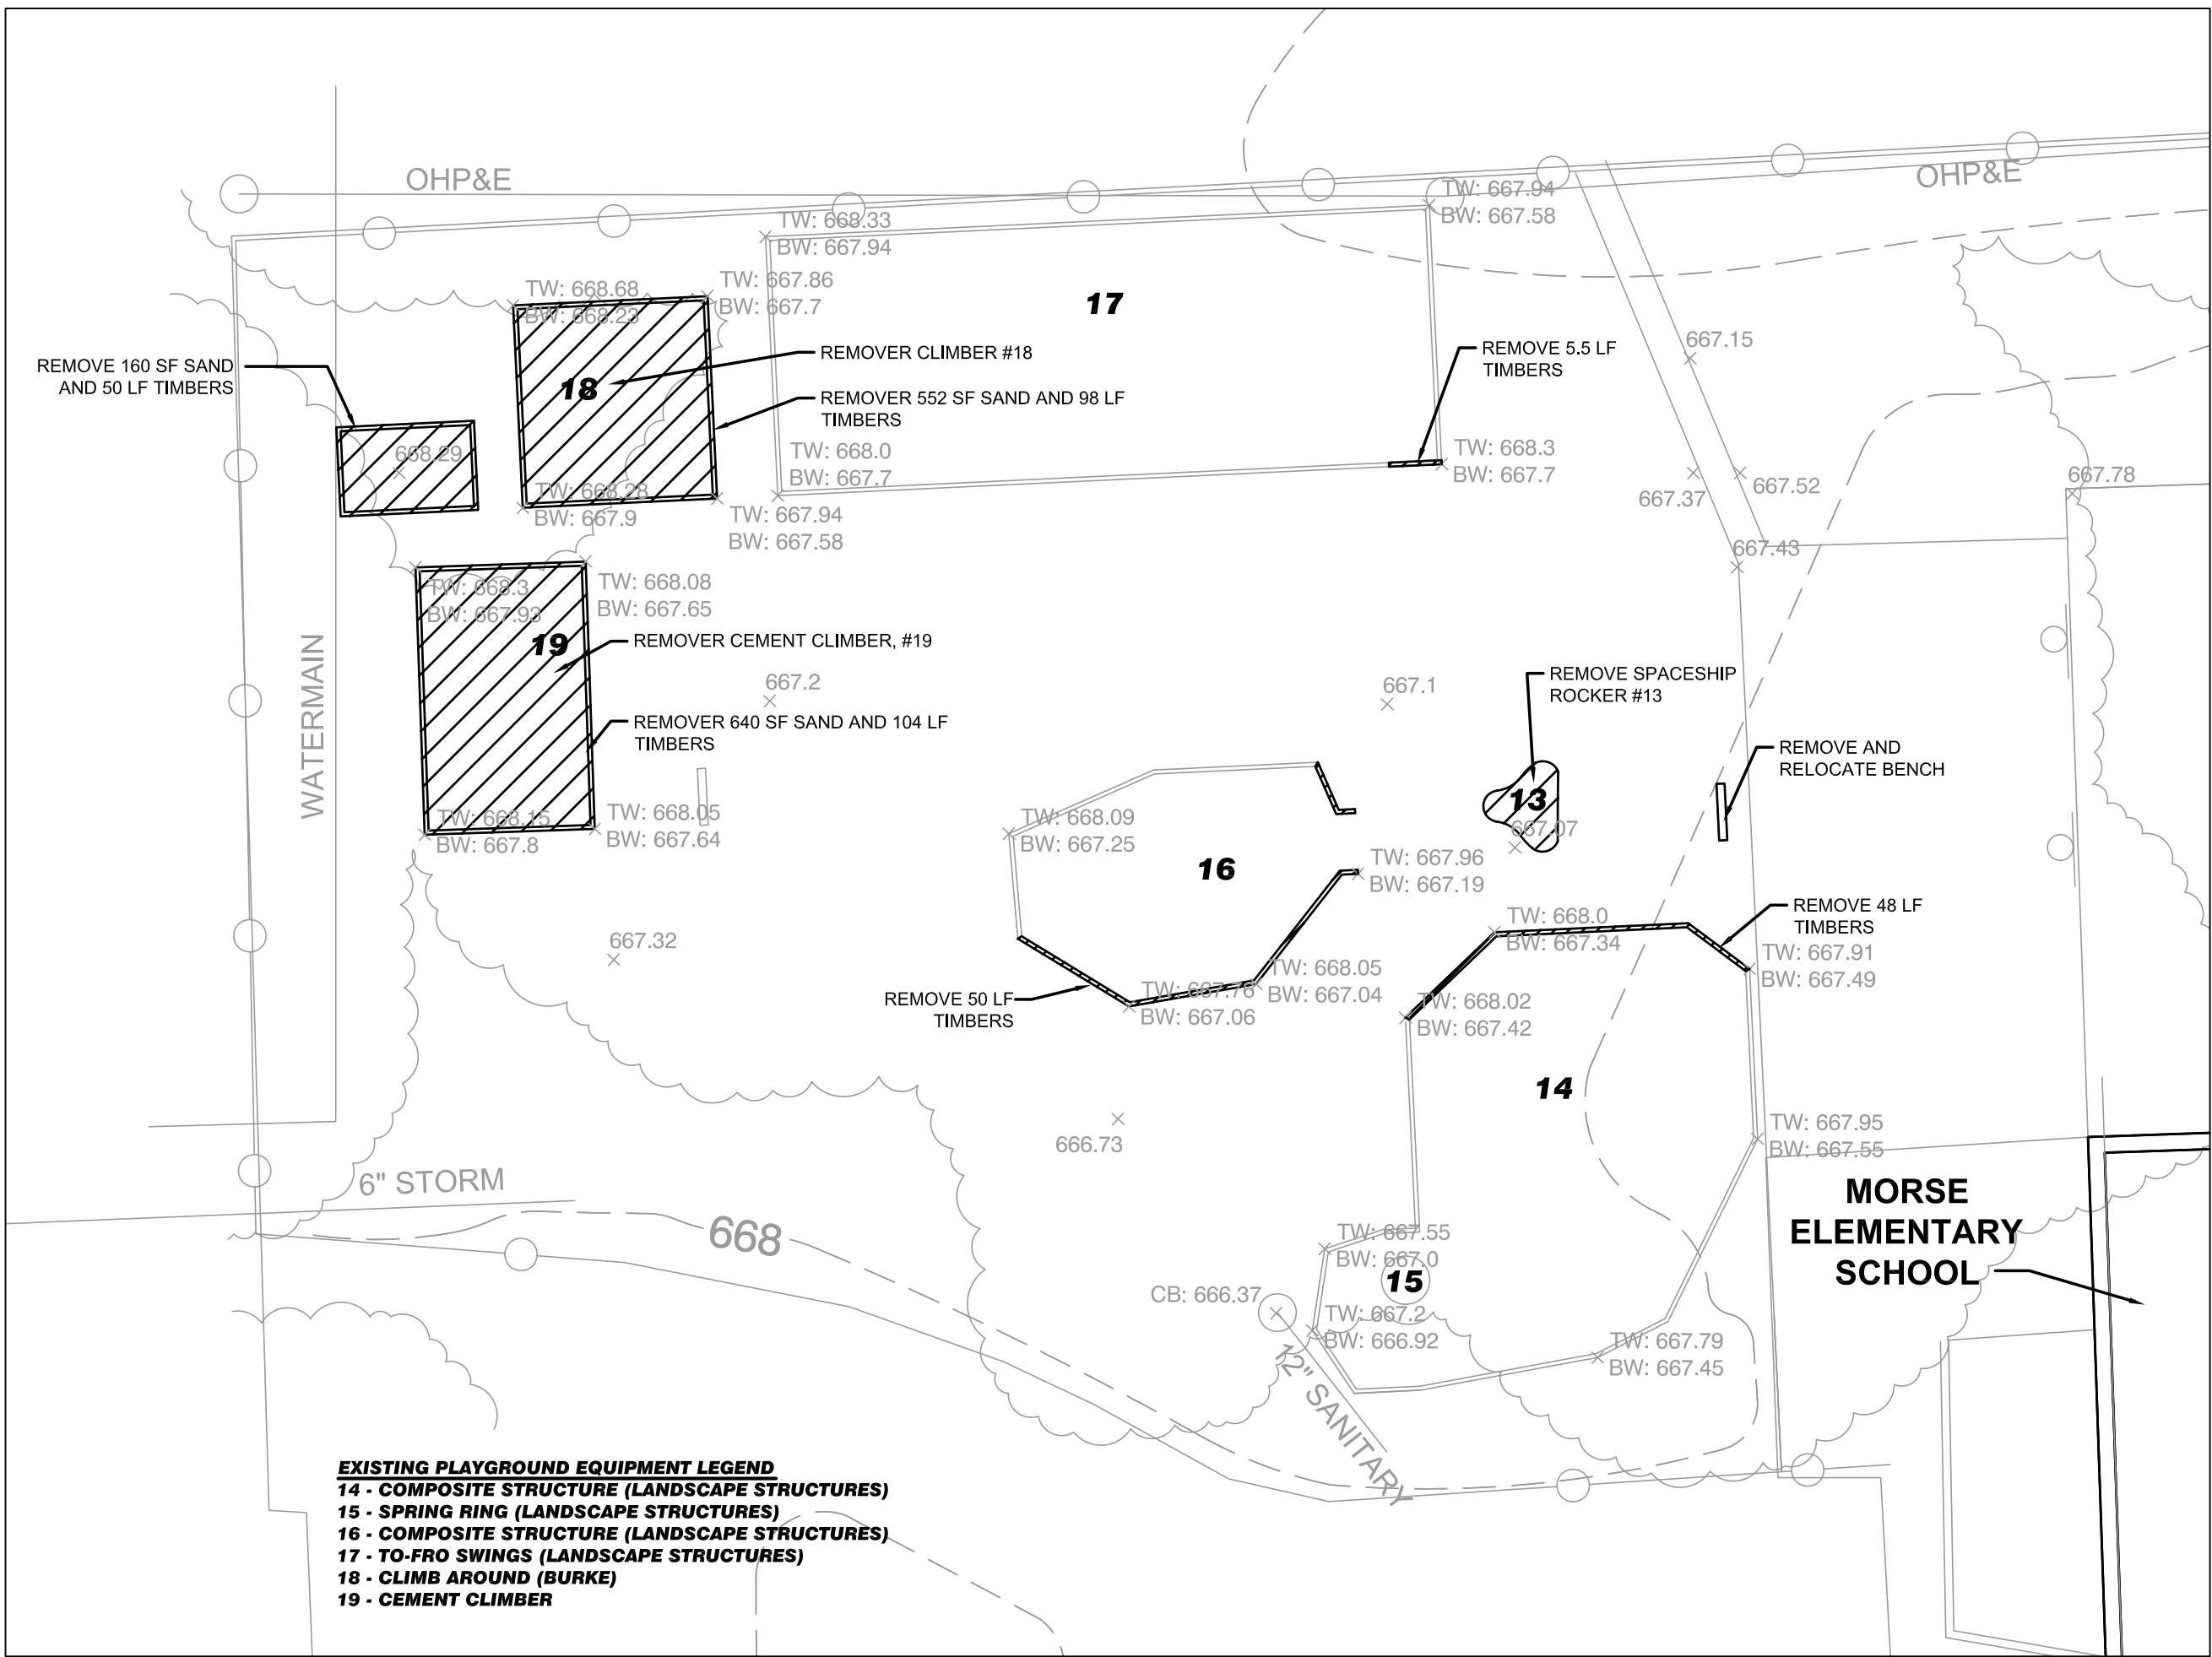 OHP&E
OHP&E
TW: 667.94
BW: 667.58
TW: 668.33
BW: 667.94
TW: 668.68
BW: 668.23
TW: 667.86
BW: 667.7
17
667.15
REMOVE 160 SF SAND
AND 50 LF TIMBERS
REMOVER CLIMBER #18
REMOVE 5.5 LF
TIMBERS
18
REMOVER 552 SF SAND AND 98 LF
TIMBERS
668.29
TW: 668.0
BW: 667.7
TW: 668.3
BW: 667.7
667.37
667.52
667.78
TW: 668.28
BW: 667.9
TW: 667.94
BW: 667.58
667.43
TW: 668.3
BW: 667.93
TW: 668.08
BW: 667.65
19
REMOVER CEMENT CLIMBER, #19
WATERMAIN
667.2
667.1
REMOVE SPACESHIP
ROCKER #13
REMOVER 640 SF SAND AND 104 LF
TIMBERS
REMOVE AND
RELOCATE BENCH
13
667.07
TW: 668.15
BW: 667.8
TW: 668.05
BW: 667.64
TW: 668.09
BW: 667.25
16
TW: 667.96
BW: 667.19
REMOVE 48 LF
TIMBERS
TW: 668.0
BW: 667.34
TW: 667.91
BW: 667.49
667.32
TW: 668.05
BW: 667.04
REMOVE 50 LF
TIMBERS
TW: 667.76
BW: 667.06
TW: 668.02
BW: 667.42
14
666.73
TW: 667.95
BW: 667.55
6" STORM
668
MORSE
ELEMENTARY
SCHOOL
TW: 667.55
BW: 667.0
15
CB: 666.37
TW: 667.2
BW: 666.92
TW: 667.79
BW: 667.45
12" SANITARY
EXISTING PLAYGROUND EQUIPMENT LEGEND
14 - COMPOSITE STRUCTURE (LANDSCAPE STRUCTURES)
15 - SPRING RING (LANDSCAPE STRUCTURES)
16 - COMPOSITE STRUCTURE (LANDSCAPE STRUCTURES)
17 - TO-FRO SWINGS (LANDSCAPE STRUCTURES)
18 - CLIMB AROUND (BURKE)
19 - CEMENT CLIMBER